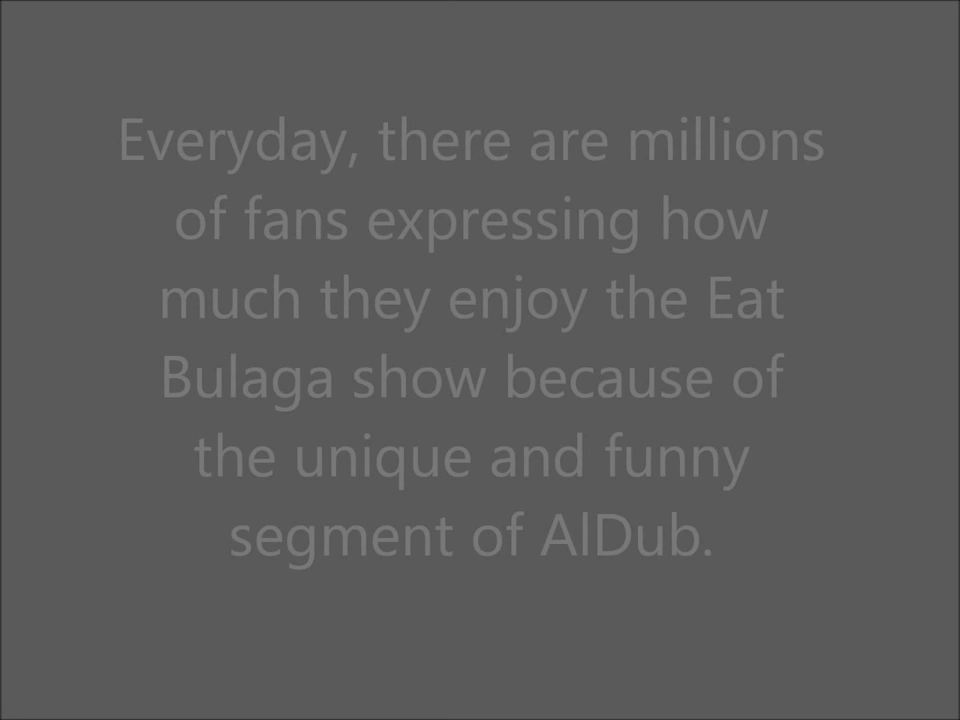 Everyday, there are millions
of fans expressing how
much they enjoy the Eat
Bulaga show because of
the unique and funny
segment of AlDub.